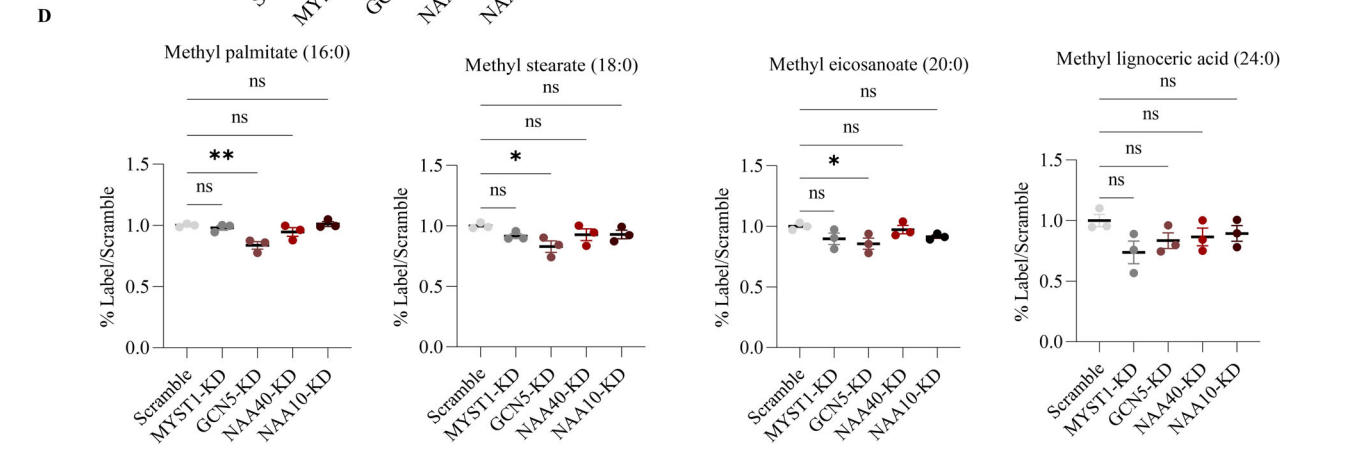 D
Methyl palmitate (16:0)
ns
ns
**
ns
% Label/Scramble
1.5
1.0
0.5
0.0
Scramble
MYST1-KD
GCN5-KD
NAA40-KD
NAA10-KD
Methyl stearate (18:0)
ns
ns
*
ns
% Label/Scramble
1.5
1.0
0.5
0.0
Scramble
MYST1-KD
GCN5-KD
NAA40-KD
NAA10-KD
Methyl eicosanoate (20:0)
ns
ns
*
ns
% Label/Scramble
1.5
1.0
0.5
0.0
Scramble
MYST1-KD
GCN5-KD
NAA40-KD
NAA10-KD
Methyl lignoceric acid (24:0)
ns
ns
ns
ns
% Label/Scramble
1.5
1.0
0.5
0.0
Scramble
MYST1-KD
GCN5-KD
NAA40-KD
NAA10-KD